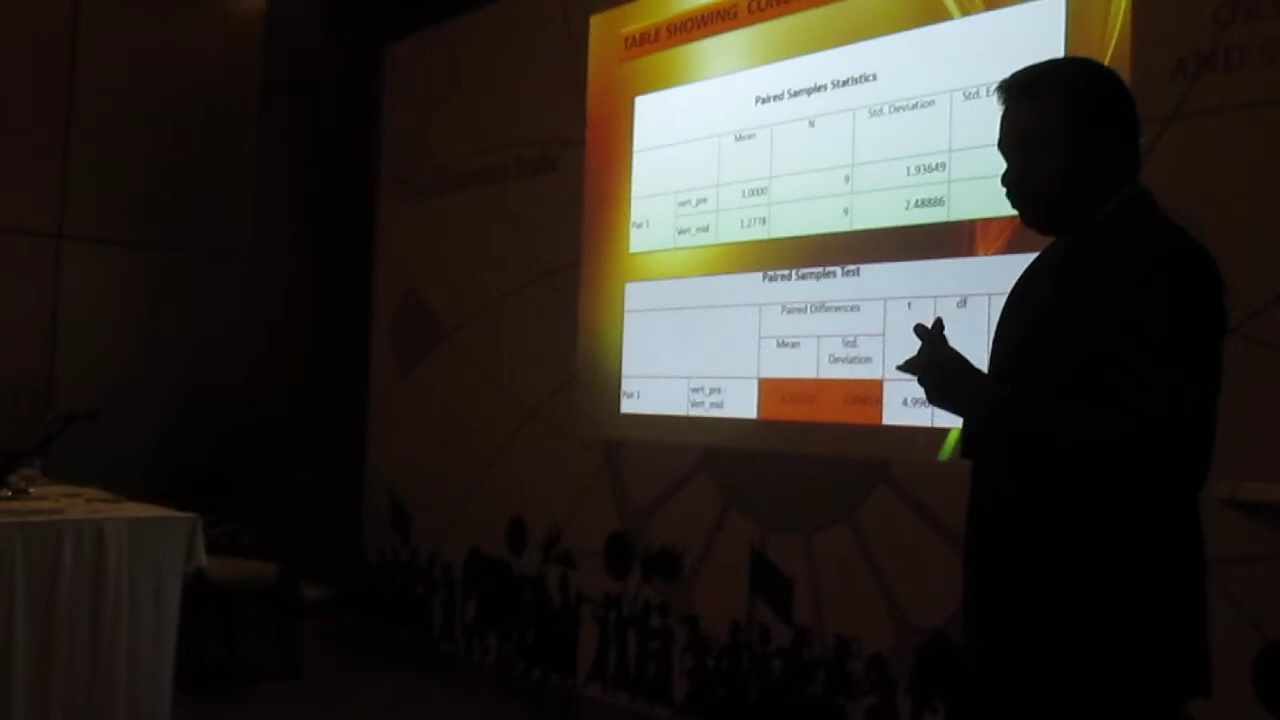 TABLE SHOWING
Paired Samples Statistics
Mean N Std. Deviation Std.
Pair 1 vert_pre 3.0000 9 1.93649
Vert_mid 1.2778 9 2.48886
Paired Samples Test
Paired Differences t df
Mean Std.
Deviation
Pair 1 vert_pre - 4.996
Vert_mid